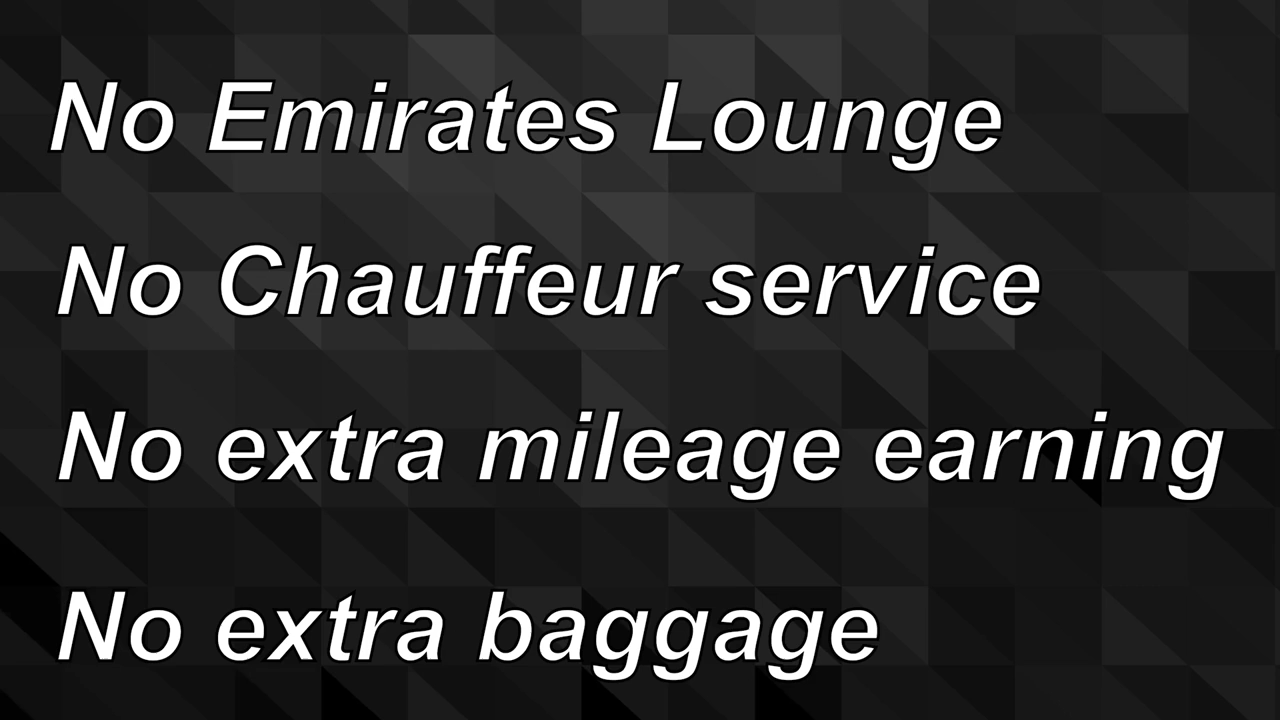 No Emirates Lounge
No Chauffeur service
No extra mileage earning
No extra baggage